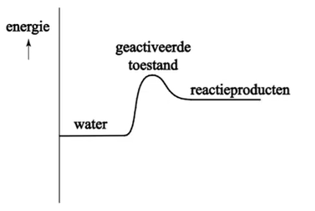 energie
geactiveerde
toestand
reactieproducten
water